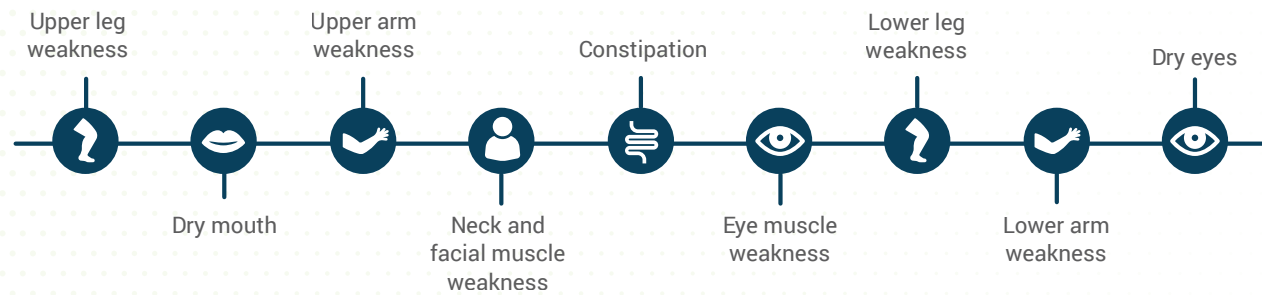 Upper leg
weakness
Dry mouth
Upper arm
weakness
Neck and
facial muscle
weakness
Constipation
Eye muscle
weakness
Lower leg
weakness
Lower arm
weakness
Dry eyes